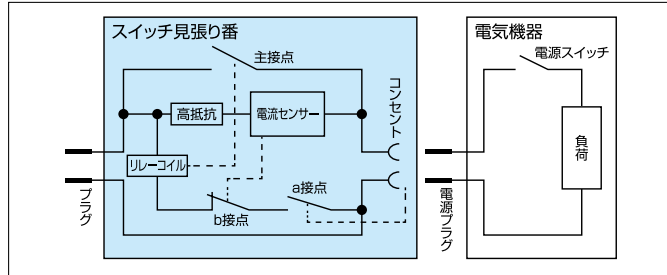 スイッチ見張り番
電気機器
主接点
電源スイッチ
コンセント
高抵抗
電流センサー
負荷
リレーコイル
a接点
b接点
プラグ
電源プラグ